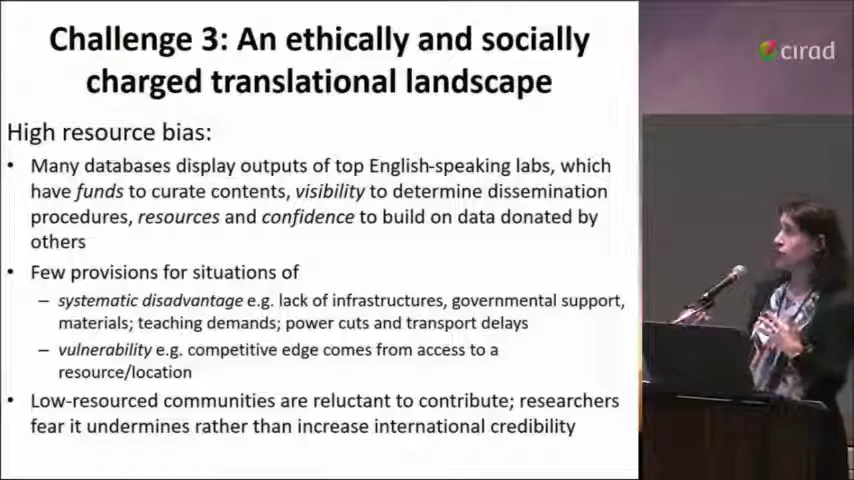 Challenge 3: An ethically and socially
charged translational landscape
High resource bias:
• Many databases display outputs of top English-speaking labs, which
have funds to curate contents, visibility to determine dissemination
procedures, resources and confidence to build on data donated by
others
• Few provisions for situations of
– systematic disadvantage e.g. lack of infrastructures, governmental support,
materials; teaching demands; power cuts and transport delays
– vulnerability e.g. competitive edge comes from access to a
resource/location
• Low-resourced communities are reluctant to contribute; researchers
fear it undermines rather than increase international credibility
cirad